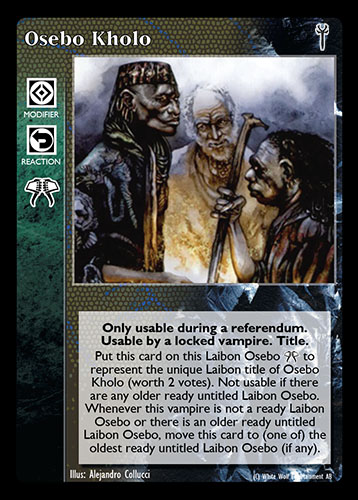 Osebo Kholo
MODIFIER
REACTION
Only usable during a referendum.
Usable by a locked vampire. Title.
Put this card on this Laibon Osebo to
represent the unique Laibon title of Osebo
Kholo (worth 2 votes). Not usable if there
are any older ready untitled Laibon Osebo.
Whenever this vampire is not a ready Laibon
Osebo or there is an older ready untitled
Laibon Osebo, move this card to (one of) the
oldest ready untitled Laibon Osebo (if any).
Illus: Alejandro Collucci
(C) White Wolf Entertainment AB